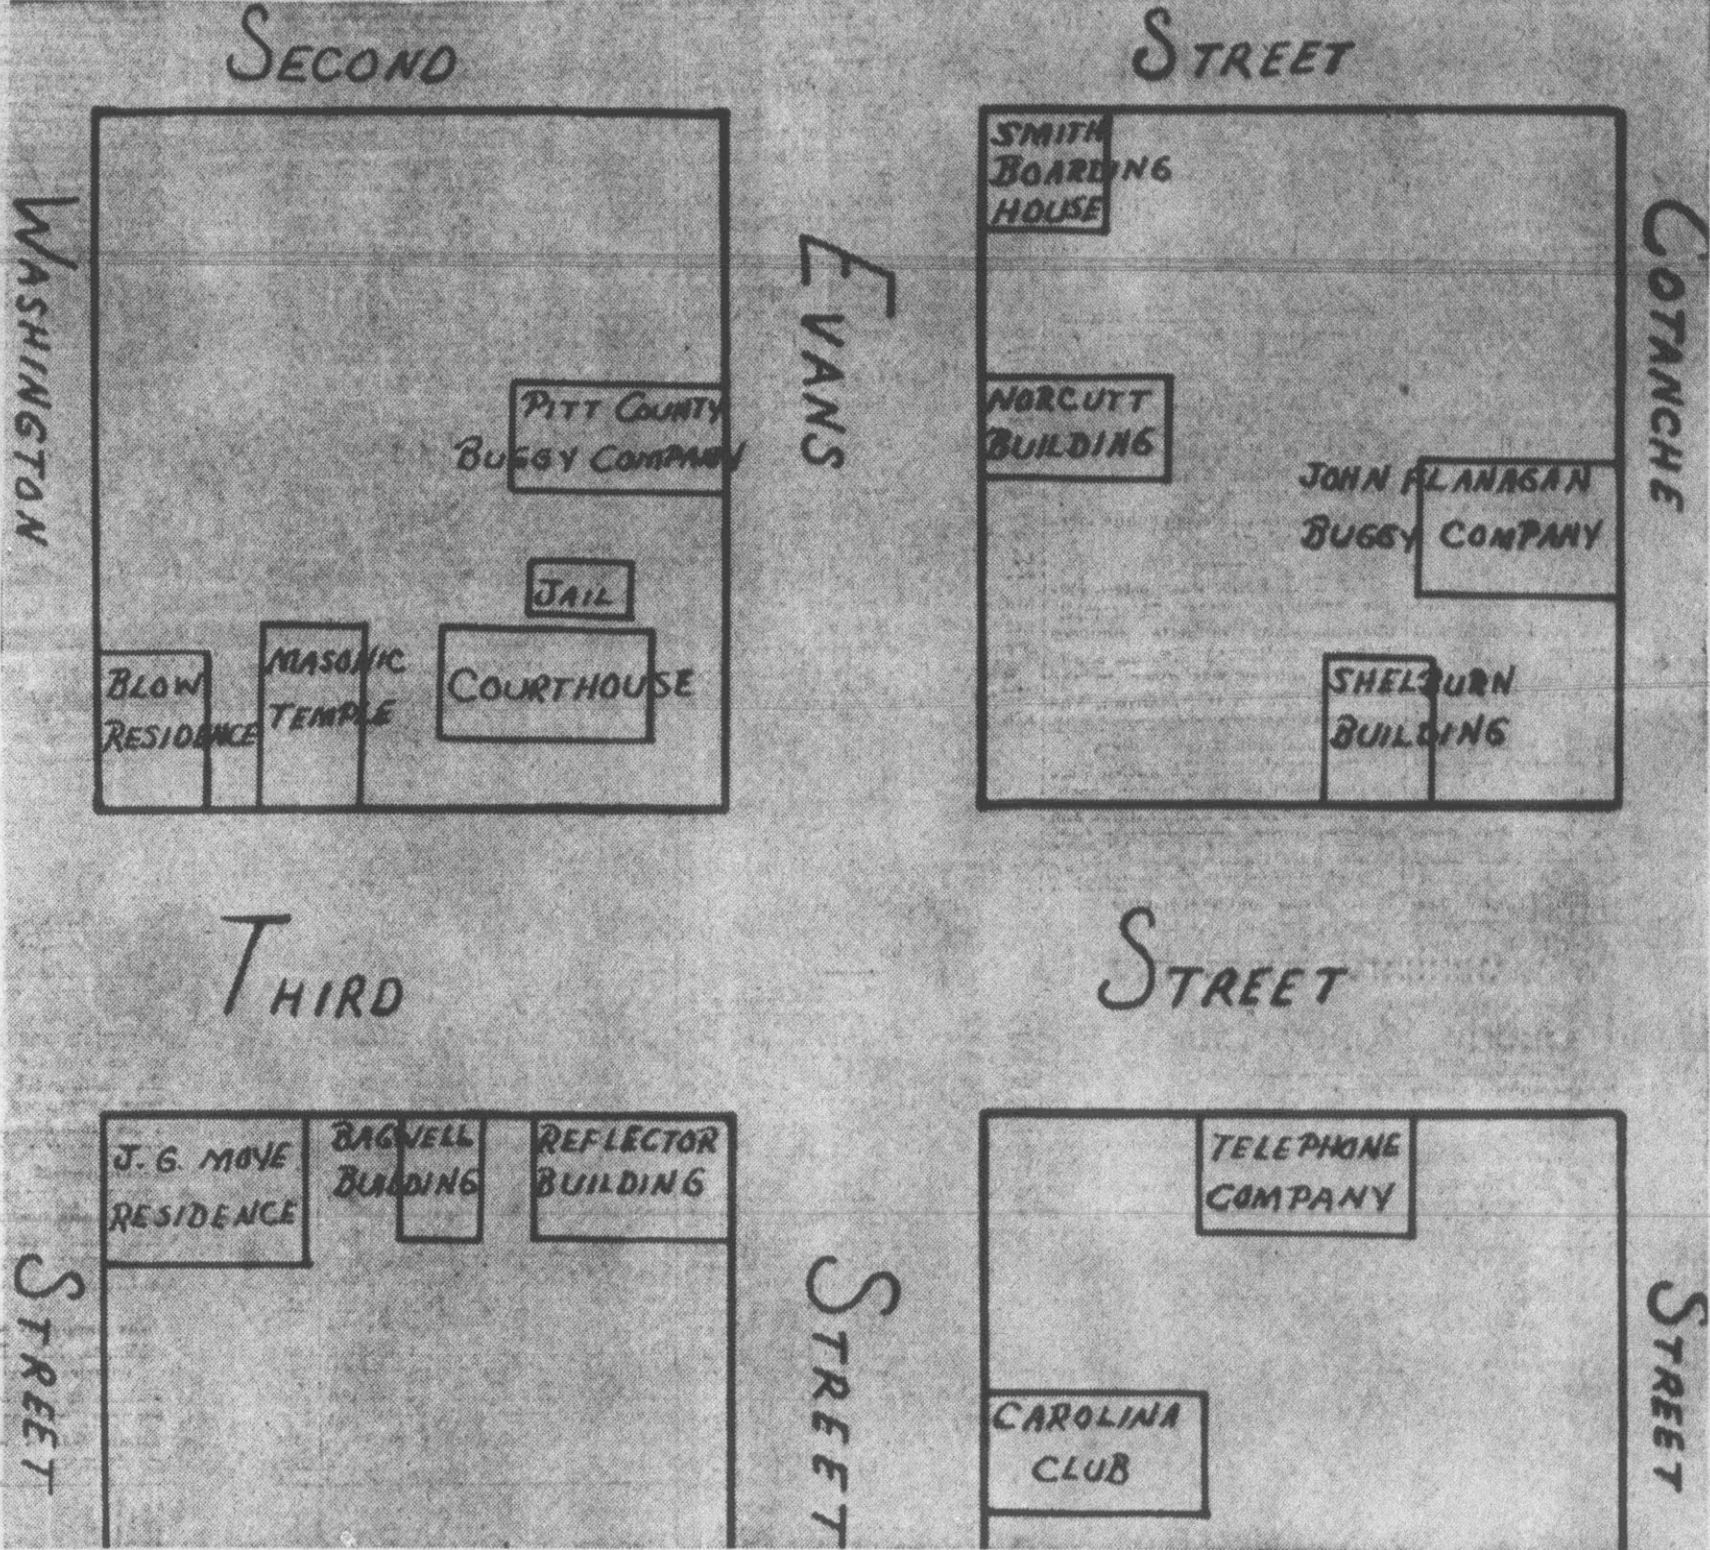 SECOND STREET
WASHINGTON STREET
EVANS STREET
COTANCHE STREET
SMITH
BOARDING
HOUSE
PITT COUNTY
BUGGY COMPANY
NORCUTT
BUILDING
JOHN FLANAGAN
BUGGY COMPANY
JAIL
BLOW
RESIDENCE
MASONIC
TEMPLE
COURTHOUSE
SHELBURN
BUILDING
THIRD STREET
J. G. MOYE
RESIDENCE
BAGWELL
BUILDING
REFLECTOR
BUILDING
TELEPHONE
COMPANY
CAROLINA
CLUB